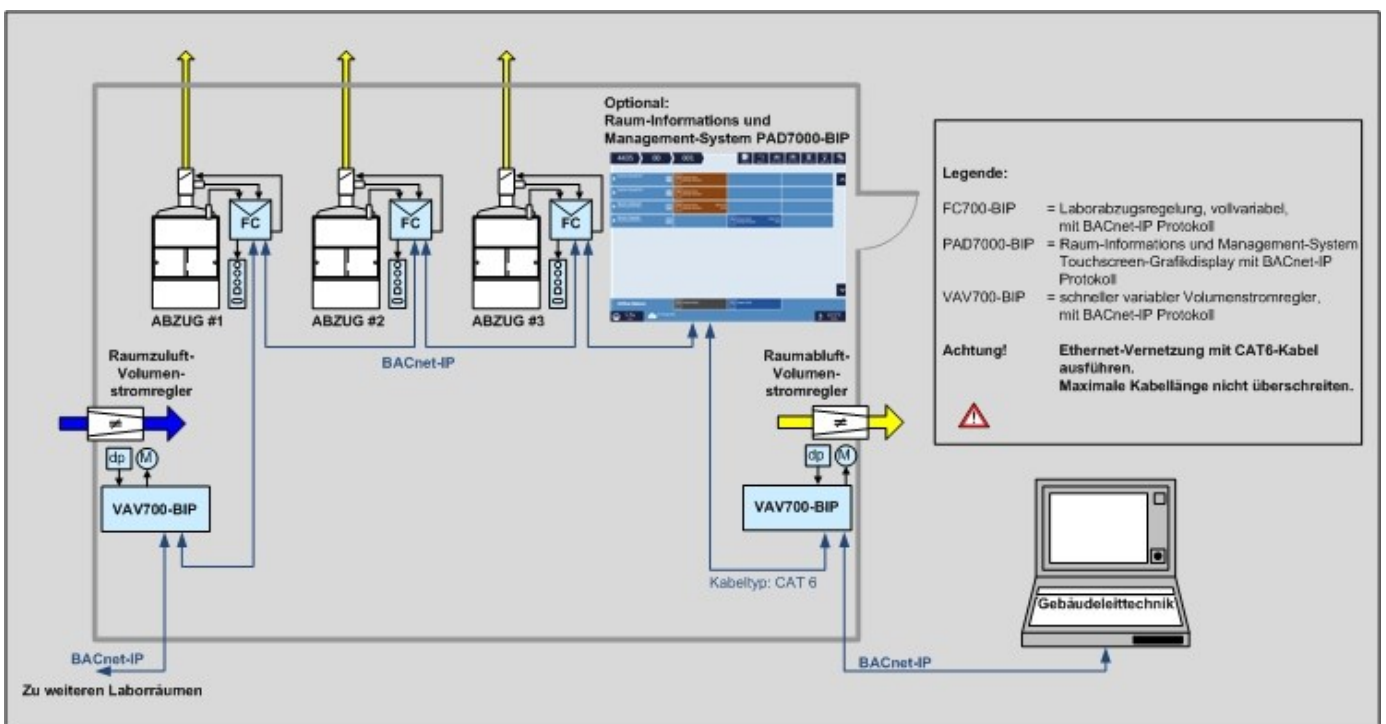 Optional:
Raum-Informations und
Management-System PAD7000-BIP
4405 00 001
FC
FC
FC
ABZUG #1
ABZUG #2
ABZUG #3
BACnet-IP
Raumzuluft-
Volumen-
stromregler
Raumabluft-
Volumen-
stromregler
≠
≠
dp
M
dp
M
VAV700-BIP
VAV700-BIP
Kabeltyp: CAT 6
BACnet-IP
Zu weiteren Laborräumen
BACnet-IP
Legende:
FC700-BIP = Laborabzugsregelung, vollvariabel,
mit BACnet-IP Protokoll
PAD7000-BIP = Raum-Informations und Management-System
Touchscreen-Grafikdisplay mit BACnet-IP
Protokoll
VAV700-BIP = schneller variabler Volumenstromregler,
mit BACnet-IP Protokoll
Achtung! Ethernet-Vernetzung mit CAT6-Kabel
ausführen.
Maximale Kabellänge nicht überschreiten.
Gebäudeleittechnik